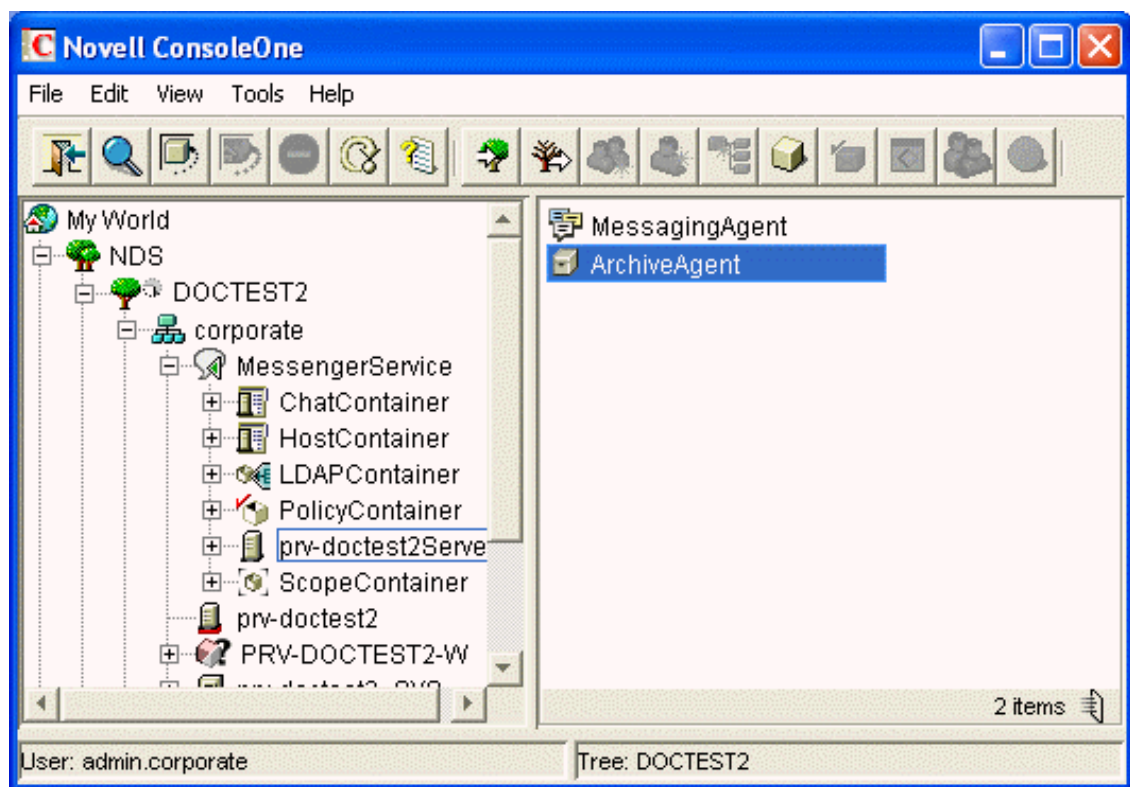 Novell ConsoleOne
File Edit View Tools Help
My World
NDS
DOCTEST2
corporate
MessengerService
ChatContainer
HostContainer
LDAPContainer
PolicyContainer
prv-doctest2Serve
ScopeContainer
prv-doctest2
PRV-DOCTEST2-W
MessagingAgent
ArchiveAgent
2 items
User: admin.corporate
Tree: DOCTEST2